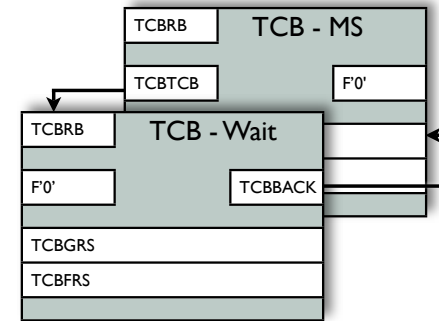 TCBRB
TCB - MS
TCBTCB
F'0'
TCBRB
TCB - Wait
F'0'
TCBBACK
TCBGRS
TCBFRS